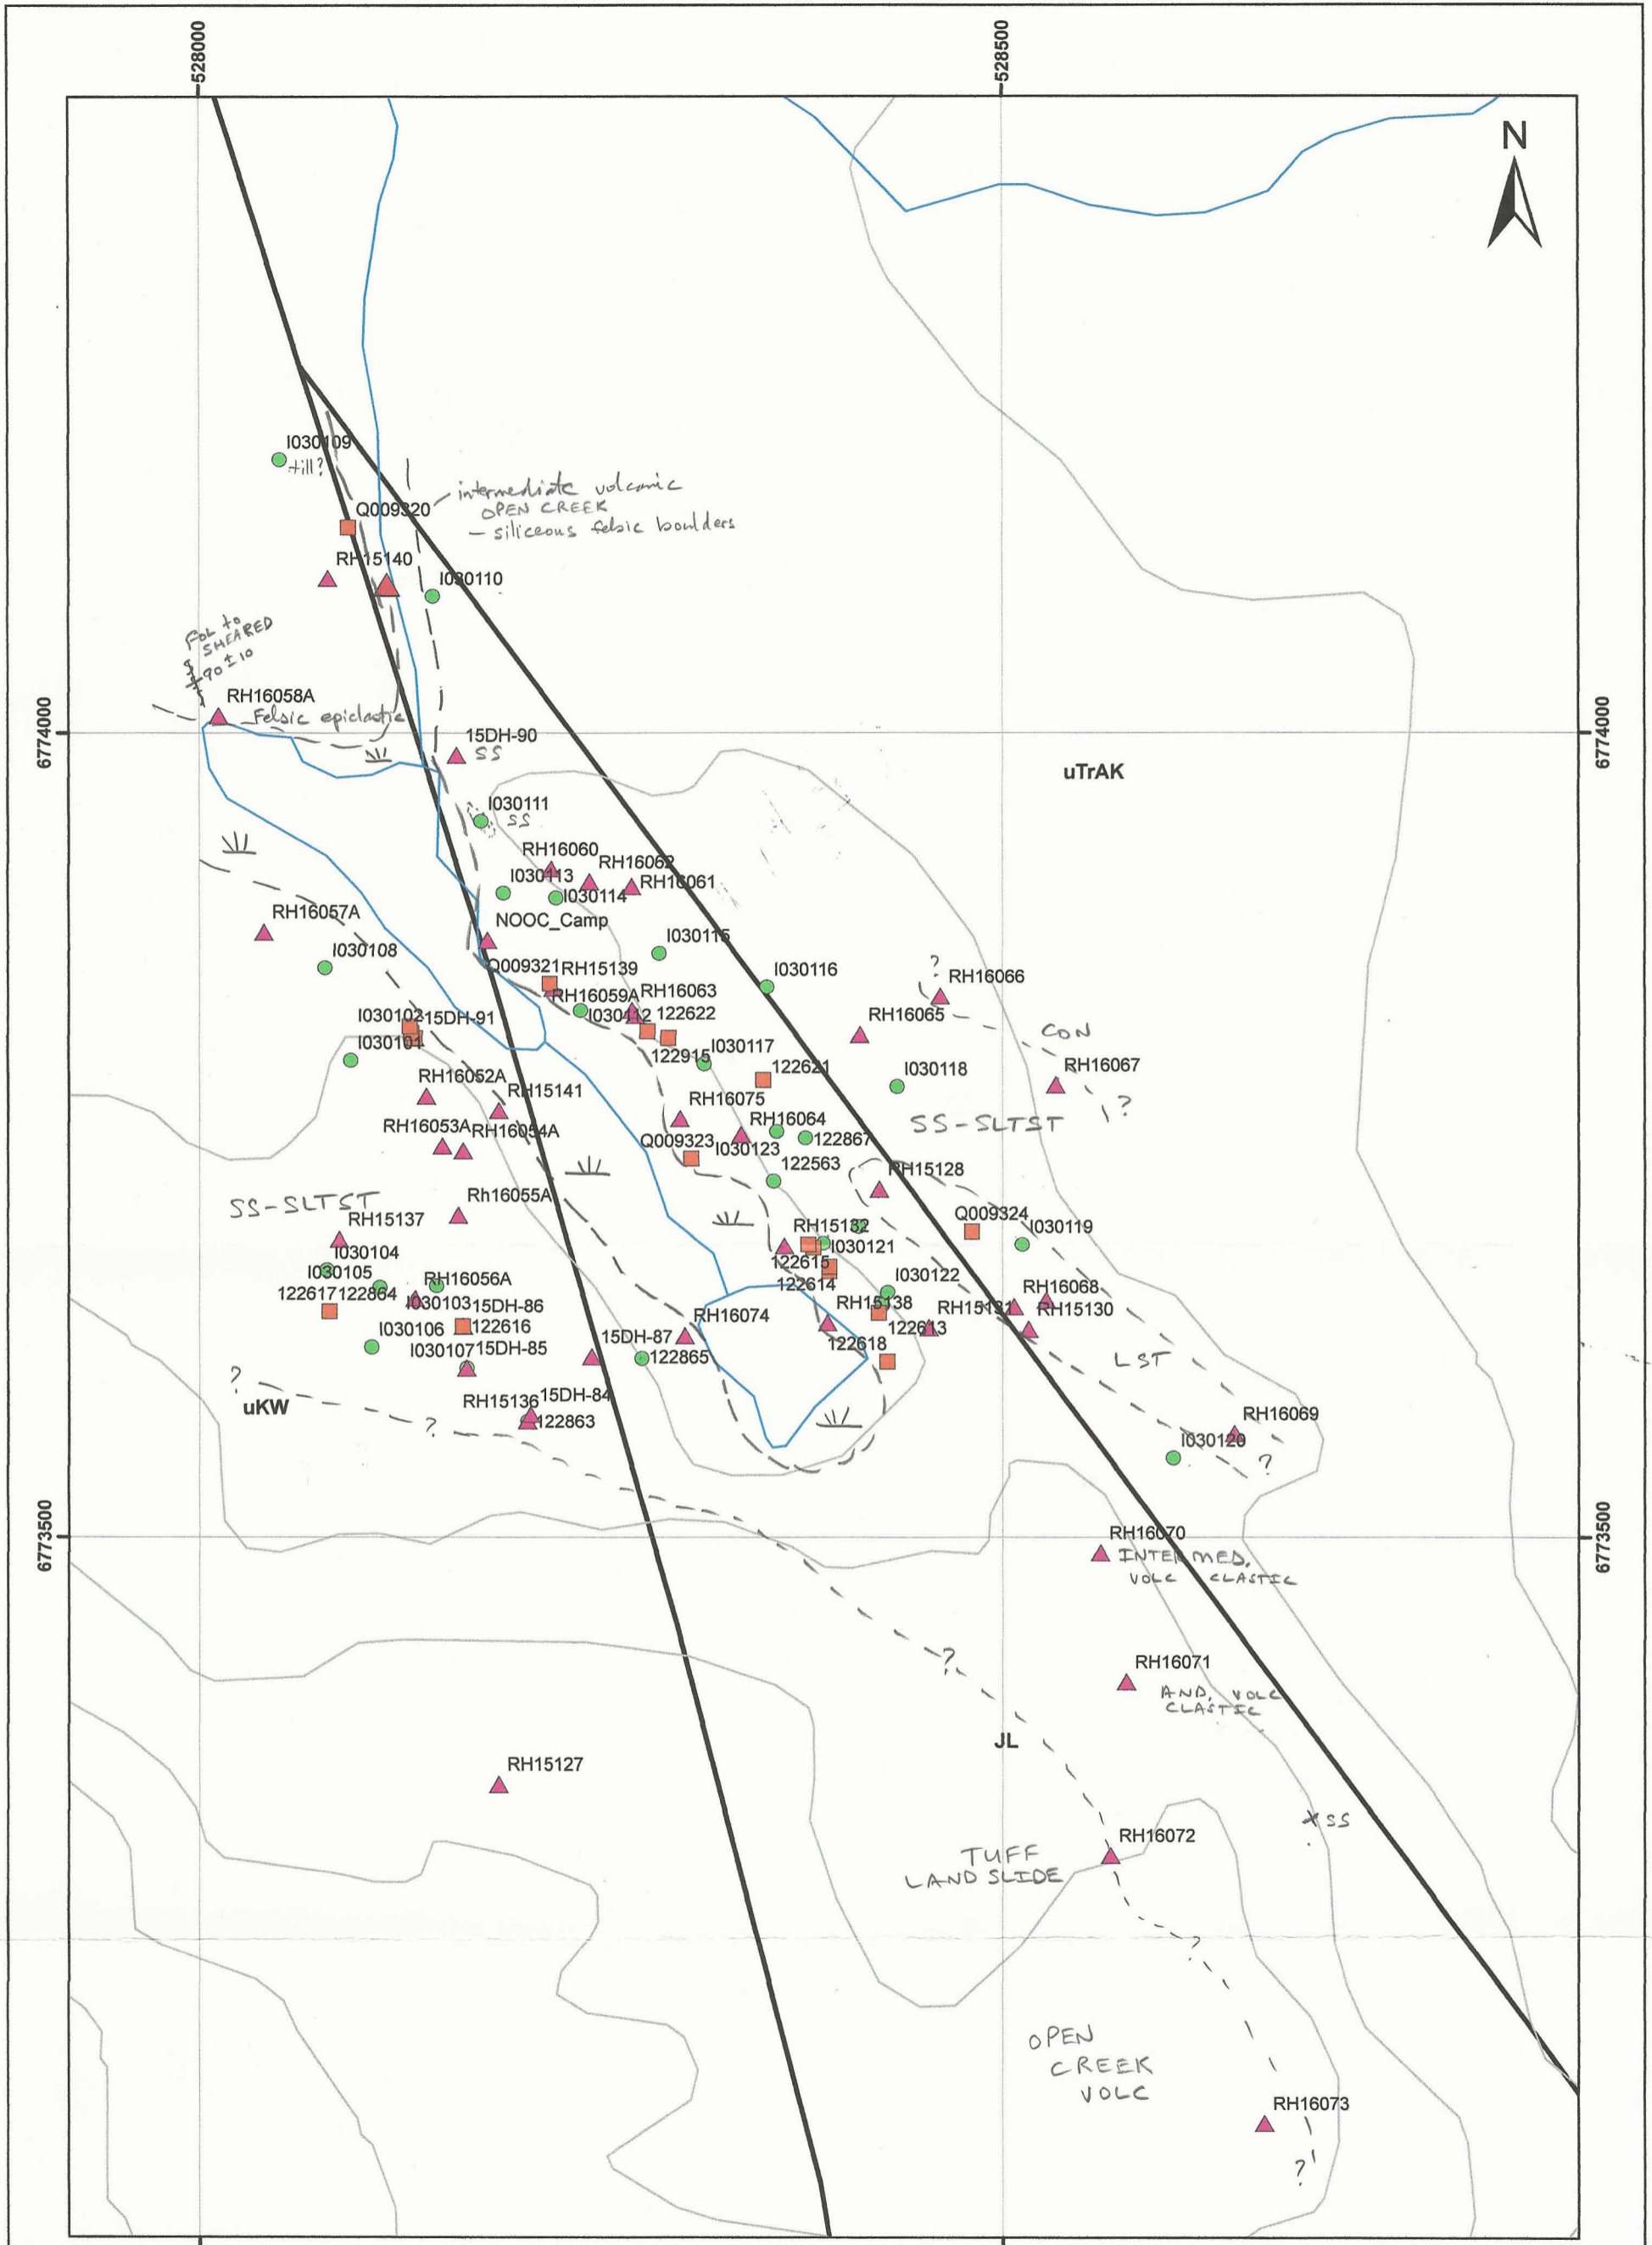 528000
528500
N
I030109
till?
intermediate volcanic
OPEN CREEK
— siliceous felsic boulders
Q009320
RH15140
I030110
FOL to
SHEARED
90±10
RH16058A
Felsic epiclastic
6774000
6774000
15DH-90
SS
uTrAK
I030111
SS
RH16060
RH16062
RH16061
I030113
I030114
NOOC_Camp
RH16057A
I030115
I030108
I030116
?
RH16066
Q009321
RH15139
RH16059A
RH16063
I030112
122622
I030102
15DH-91
RH16065
CON
I030101
122915
I030117
RH16067
122621
I030118
RH16052A
RH15141
?
RH16075
SS-SLTST
RH16053A
RH16054A
RH16064
122867
Q009323
I030123
122563
RH15128
SS-SLTST
Rh16055A
RH15137
Q009324
I030119
RH15132
I030121
I030104
122615
I030105
RH16056A
122614
I030122
122617
122864
I030103
15DH-86
RH16068
RH15138
RH15131
RH15130
122616
RH16074
122613
I030106
15DH-87
122618
I030107
15DH-85
122865
LST
?
uKW
RH15136
15DH-84
122863
?
RH16069
I030120
?
6773500
6773500
RH16070
INTERMED.
VOLC CLASTIC
?
RH16071
AND. VOLC
CLASTIC
JL
RH15127
x SS
RH16072
TUFF
LAND SLIDE
?
OPEN
CREEK
VOLC
RH16073
?